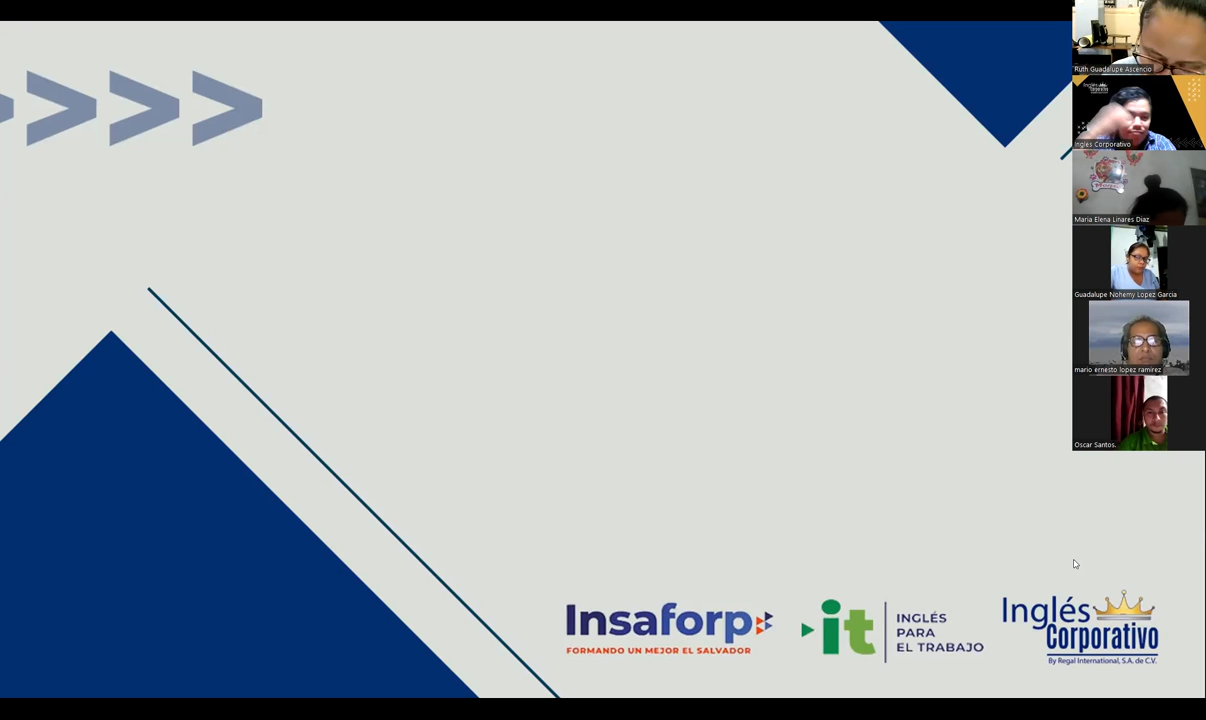 Ruth Guadalupe Ascencio
Inglés Corporativo
Maria Elena Linares Diaz
Guadalupe Nohemy Lopez Garcia
mario ernesto lopez ramirez
Oscar Santos.
Insaforp
FORMANDO UN MEJOR EL SALVADOR
it
INGLÉS
PARA
EL TRABAJO
Inglés
Corporativo
By Regal International, S.A. de C.V.